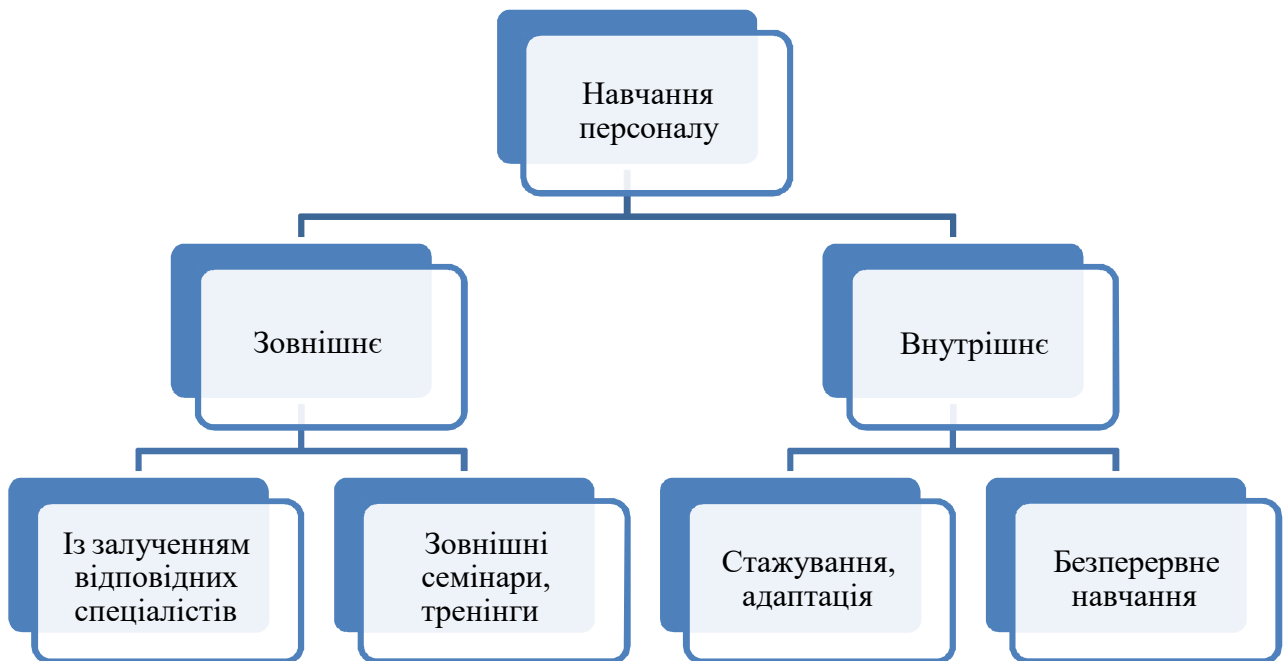 Навчання
персоналу
Зовнішнє
Внутрішнє
Із залученням
відповідних
спеціалістів
Зовнішні
семінари,
тренінги
Стажування,
адаптація
Безперервне
навчання